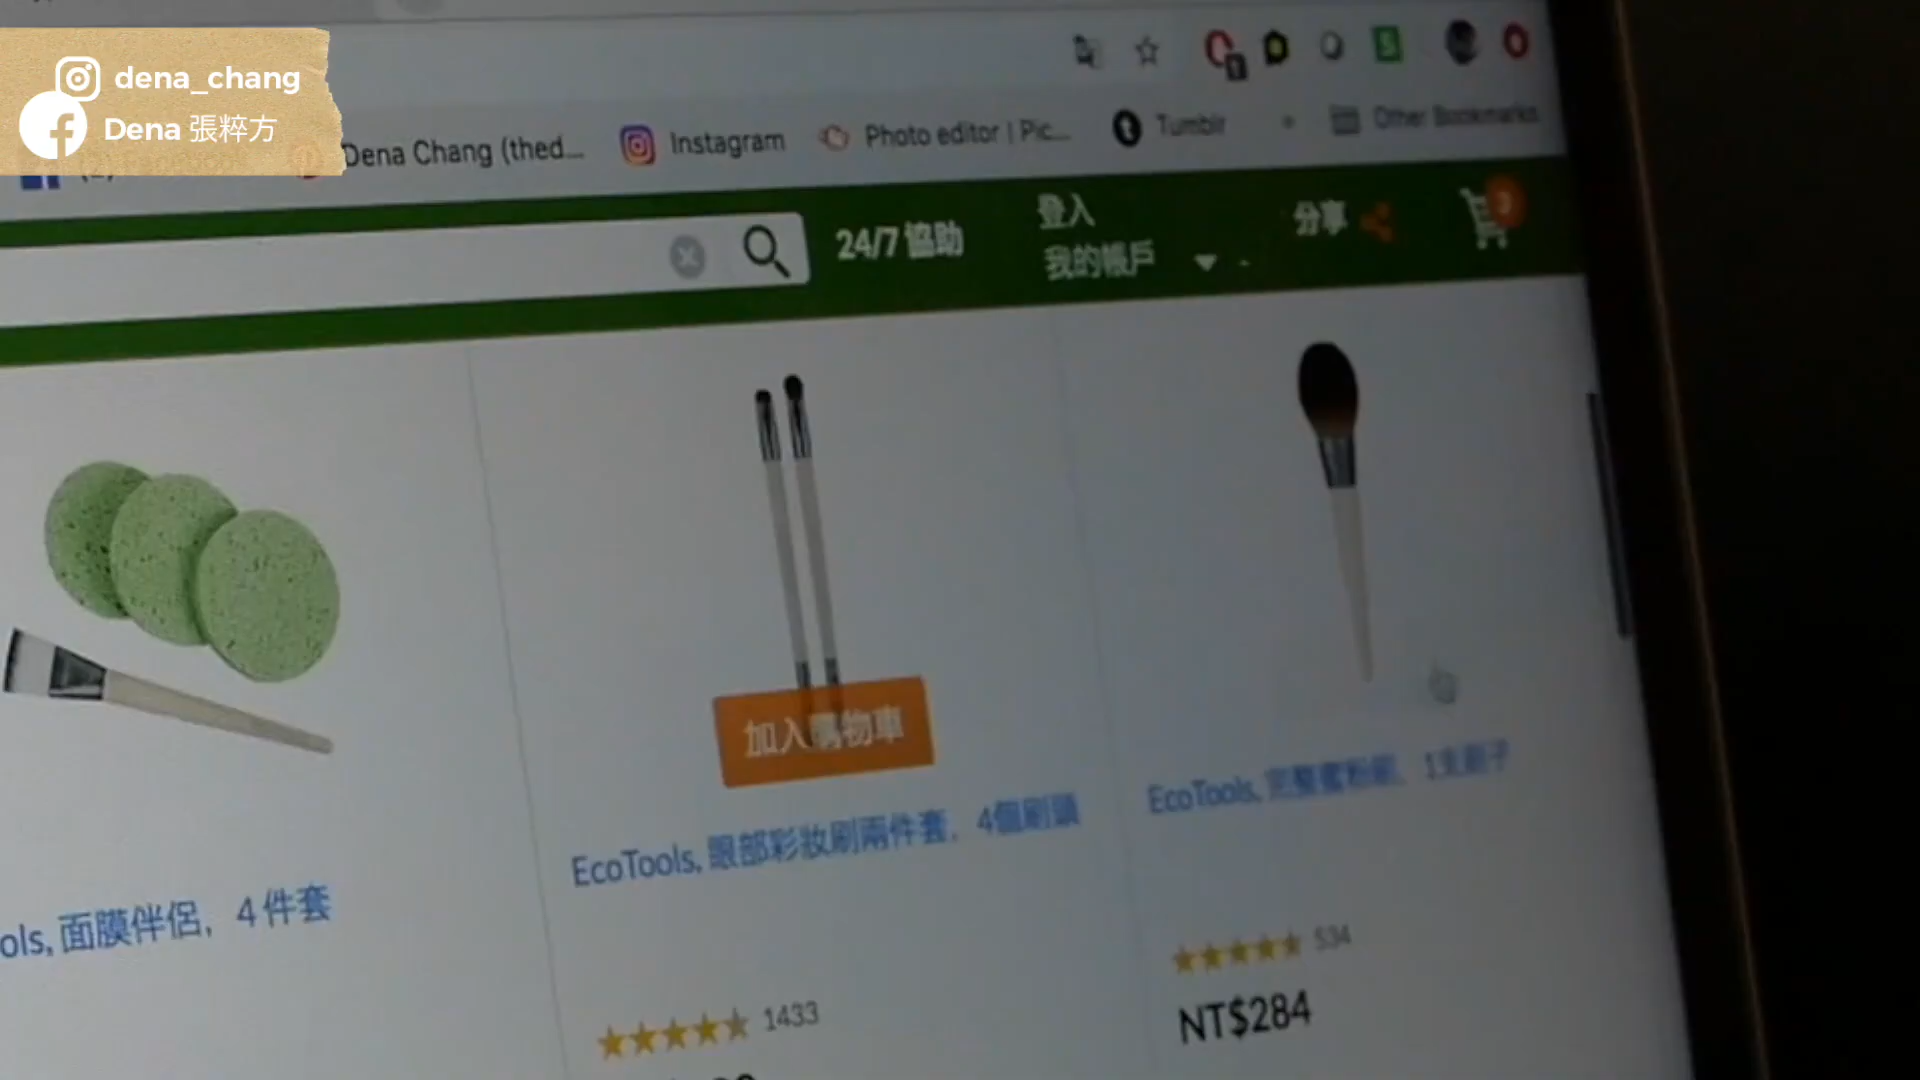 dena_chang
Dena 張粹方
Dena Chang (thed...
Instagram
Photo editor | Pic...
Tumblr
Other Bookmarks
24/7 協助
登入
我的帳戶
分享
加入購物車
ols, 面膜伴侶, 4 件套
EcoTools, 眼部彩妝刷兩件套, 4個刷頭
EcoTools, 完整蜜粉刷, 1支刷子
1433
534
NT$284